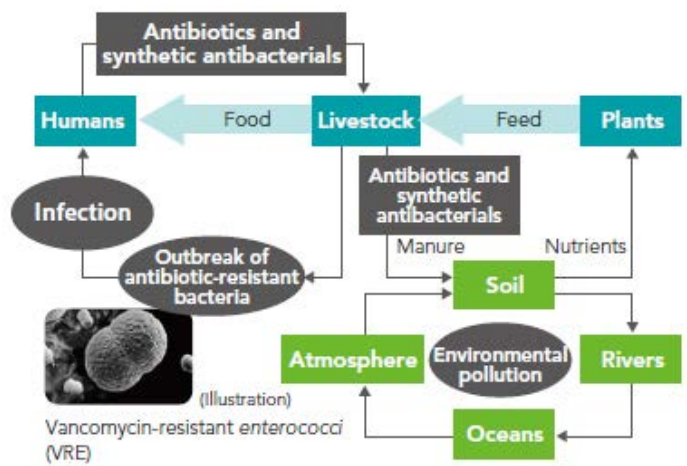 Antibiotics and
synthetic antibacterials
Humans
Food
Livestock
Feed
Plants
Antibiotics and
synthetic
antibacterials
Infection
Manure
Nutrients
Outbreak of
antibiotic-resistant
bacteria
Soil
Atmosphere
Environmental
pollution
Rivers
(Illustration)
Vancomycin-resistant enterococci
(VRE)
Oceans